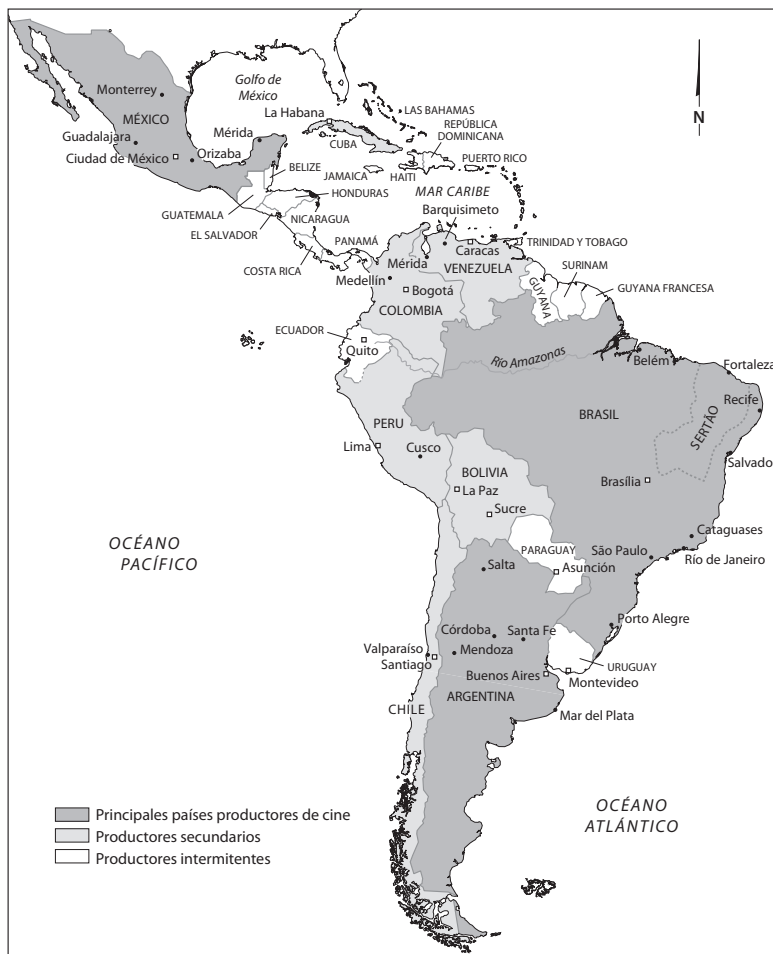 Monterrey
Golfo de
México
La Habana
LAS BAHAMAS
MÉXICO
REPÚBLICA
DOMINICANA
Guadalajara
Mérida
CUBA
PUERTO RICO
Ciudad de México
Orizaba
BELIZE
JAMAICA
HAITI
HONDURAS
MAR CARIBE
GUATEMALA
NICARAGUA
Barquisimeto
EL SALVADOR
PANAMÁ
Caracas
TRINIDAD Y TOBAGO
COSTA RICA
Mérida
VENEZUELA
SURINAM
Medellín
GUYANA
GUYANA FRANCESA
Bogotá
COLOMBIA
ECUADOR
Quito
Río Amazonas
Belém
Fortaleza
Recife
PERU
BRASIL
SERTÃO
Lima
Cusco
BOLIVIA
Salvado
La Paz
Brasília
Sucre
OCÉANO
PACÍFICO
Cataguases
PARAGUAY
São Paulo
Río de Janeiro
Salta
Asunción
Porto Alegre
Córdoba
Santa Fe
Valparaíso
Mendoza
Santiago
URUGUAY
Buenos Aires
Montevideo
ARGENTINA
CHILE
Mar del Plata
N
Principales países productores de cine
Productores secundarios
Productores intermitentes
OCÉANO
ATLÁNTICO